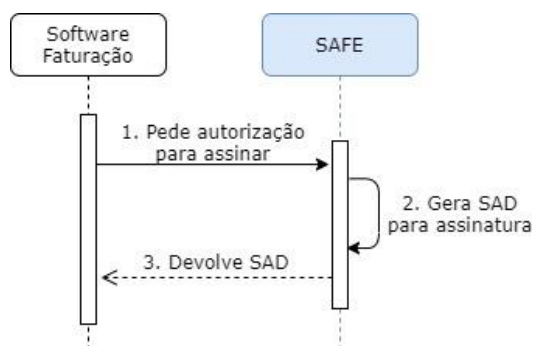 Software
Faturação
SAFE
1. Pede autorização
para assinar
2. Gera SAD
para assinatura
3. Devolve SAD